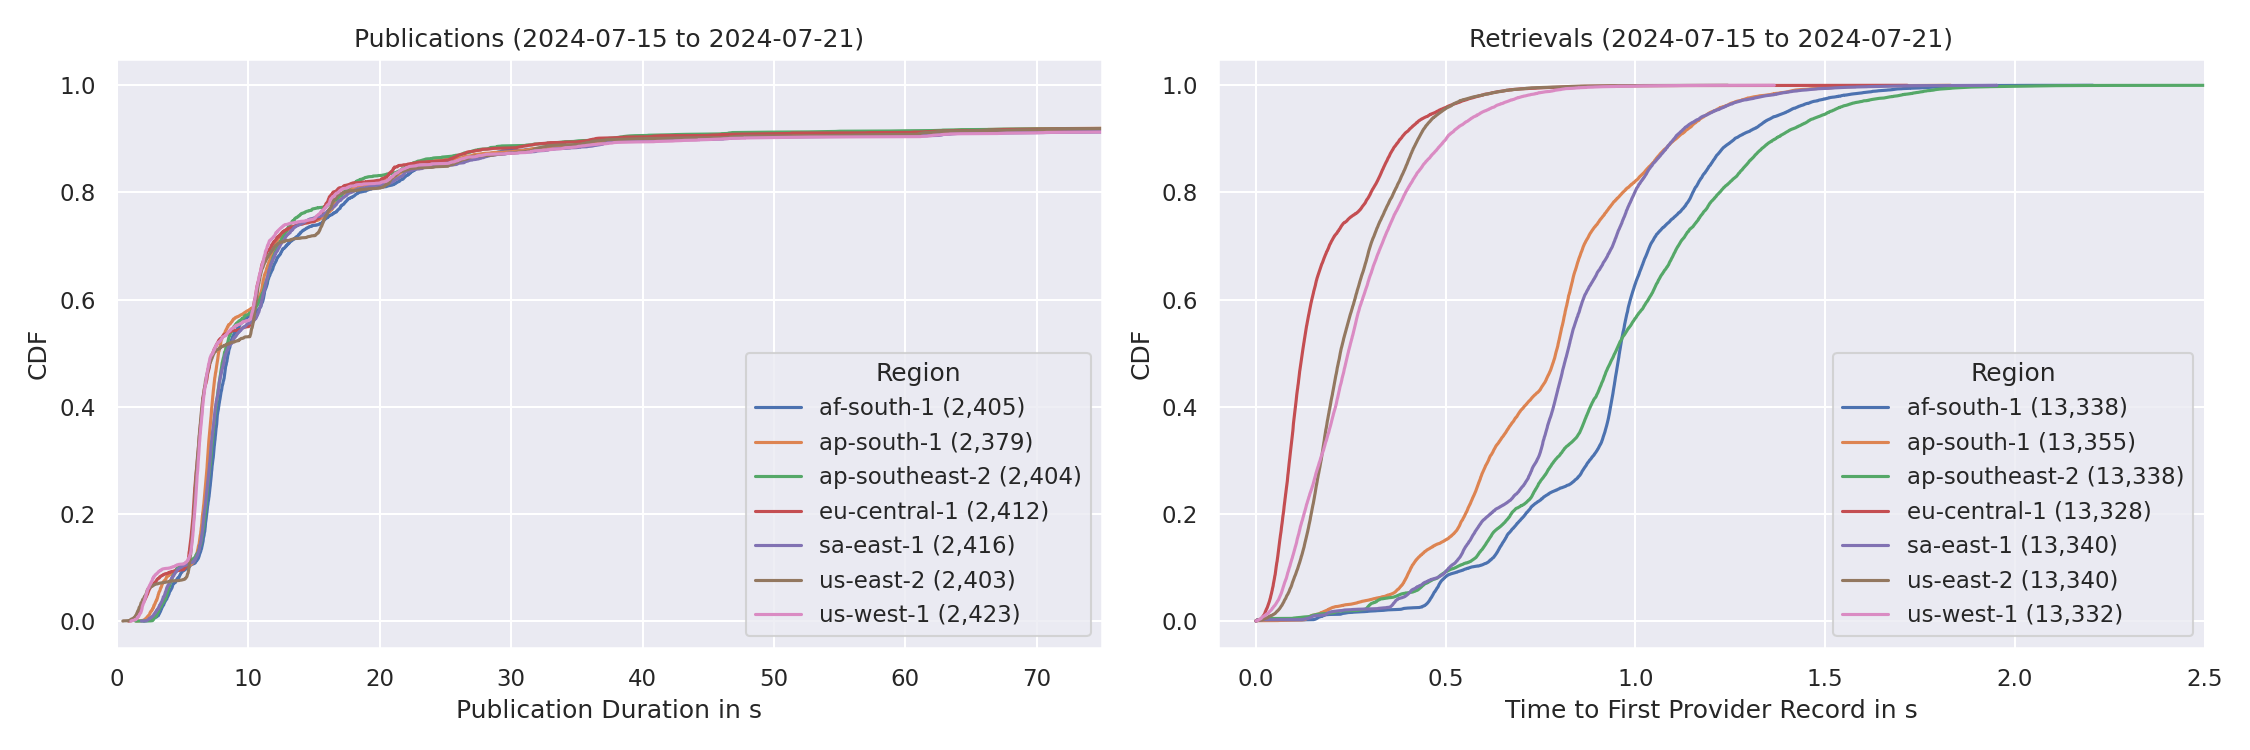 Publications (2024-07-15 to 2024-07-21)
CDF
1.0
0.8
0.6
0.4
0.2
0.0
0 10 20 30 40 50 60 70
Publication Duration in s
Region
af-south-1 (2,405)
ap-south-1 (2,379)
ap-southeast-2 (2,404)
eu-central-1 (2,412)
sa-east-1 (2,416)
us-east-2 (2,403)
us-west-1 (2,423)
Retrievals (2024-07-15 to 2024-07-21)
CDF
1.0
0.8
0.6
0.4
0.2
0.0
0.0 0.5 1.0 1.5 2.0 2.5
Time to First Provider Record in s
Region
af-south-1 (13,338)
ap-south-1 (13,355)
ap-southeast-2 (13,338)
eu-central-1 (13,328)
sa-east-1 (13,340)
us-east-2 (13,340)
us-west-1 (13,332)